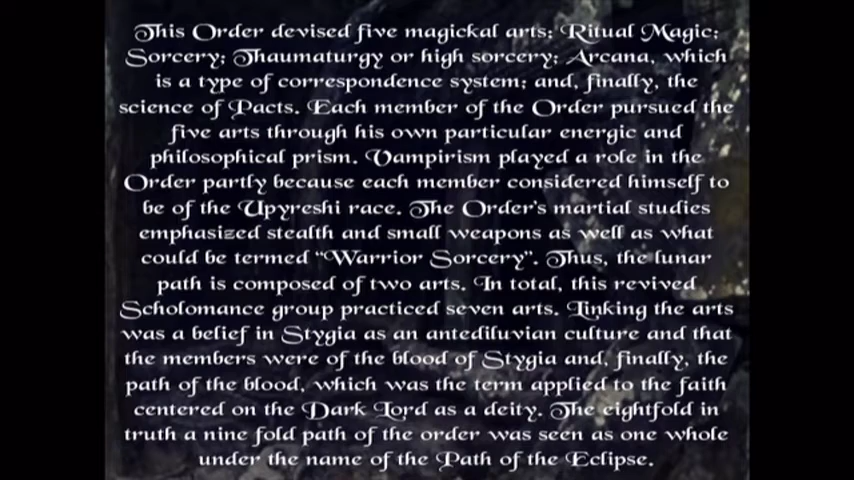 This Order devised five magickal arts: Ritual Magic;
Sorcery; Thaumaturgy or high sorcery; Arcana, which
is a type of correspondence system; and, finally, the
science of Pacts. Each member of the Order pursued the
five arts through his own particular energic and
philosophical prism. Vampirism played a role in the
Order partly because each member considered himself to
be of the Upyreshi race. The Order's martial studies
emphasized stealth and small weapons as well as what
could be termed "Warrior Sorcery". Thus, the lunar
path is composed of two arts. In total, this revived
Scholomance group practiced seven arts. Linking the arts
was a belief in Stygia as an antediluvian culture and that
the members were of the blood of Stygia and, finally, the
path of the blood, which was the term applied to the faith
centered on the Dark Lord as a deity. The eightfold in
truth a nine fold path of the order was seen as one whole
under the name of the Path of the Eclipse.